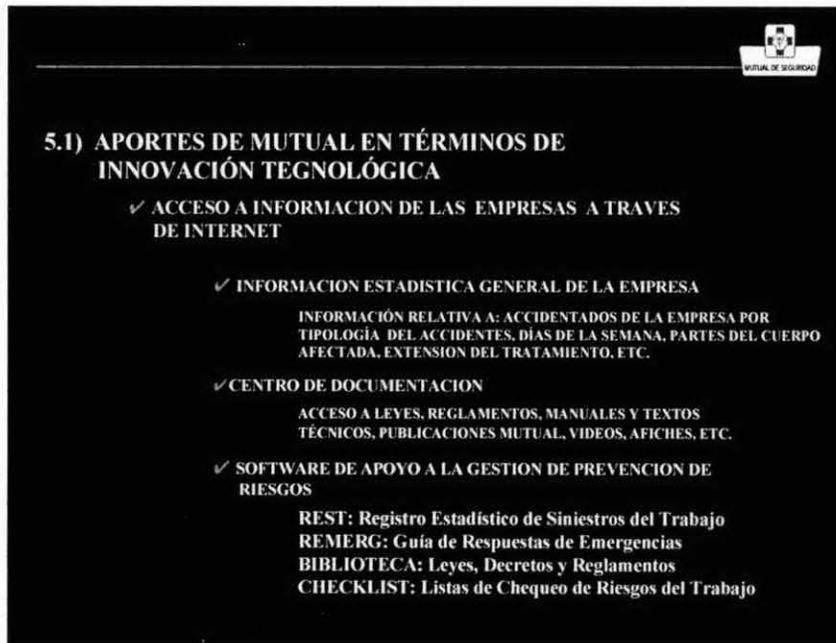 MUTUAL DE SEGURIDAD
5.1) APORTES DE MUTUAL EN TÉRMINOS DE
INNOVACIÓN TEGNOLÓGICA
✓ ACCESO A INFORMACION DE LAS EMPRESAS A TRAVES
DE INTERNET
✓ INFORMACION ESTADISTICA GENERAL DE LA EMPRESA
INFORMACIÓN RELATIVA A: ACCIDENTADOS DE LA EMPRESA POR
TIPOLOGÍA DEL ACCIDENTES, DÍAS DE LA SEMANA, PARTES DEL CUERPO
AFECTADA, EXTENSION DEL TRATAMIENTO, ETC.
✓ CENTRO DE DOCUMENTACION
ACCESO A LEYES, REGLAMENTOS, MANUALES Y TEXTOS
TÉCNICOS, PUBLICACIONES MUTUAL, VIDEOS, AFICHES, ETC.
✓ SOFTWARE DE APOYO A LA GESTION DE PREVENCION DE
RIESGOS
REST: Registro Estadístico de Siniestros del Trabajo
REMERG: Guía de Respuestas de Emergencias
BIBLIOTECA: Leyes, Decretos y Reglamentos
CHECKLIST: Listas de Chequeo de Riesgos del Trabajo